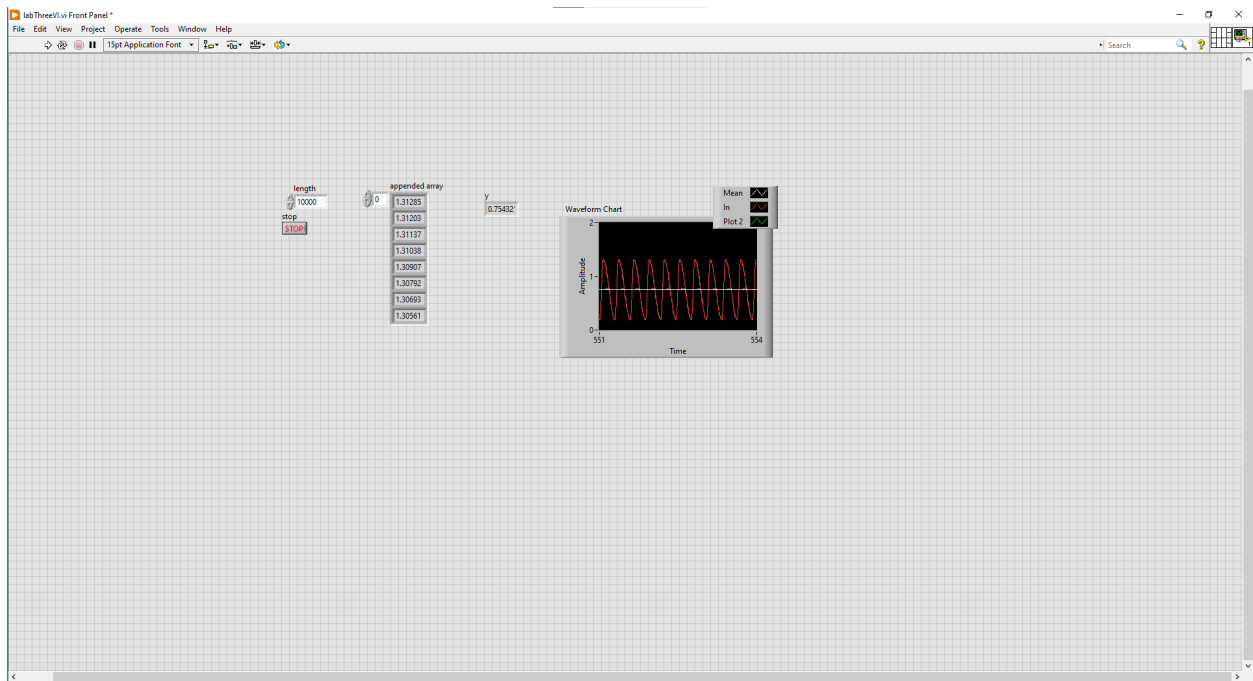 labThreeVI.vi Front Panel *
File Edit View Project Operate Tools Window Help
15pt Application Font
Search
?
1
length
10000
stop
STOP
0
appended array
1.31285
1.31203
1.31137
1.31038
1.30907
1.30792
1.30693
1.30561
y
0.75432
Waveform Chart
Mean
In
Plot 2
Amplitude
2
1
0
551
554
Time